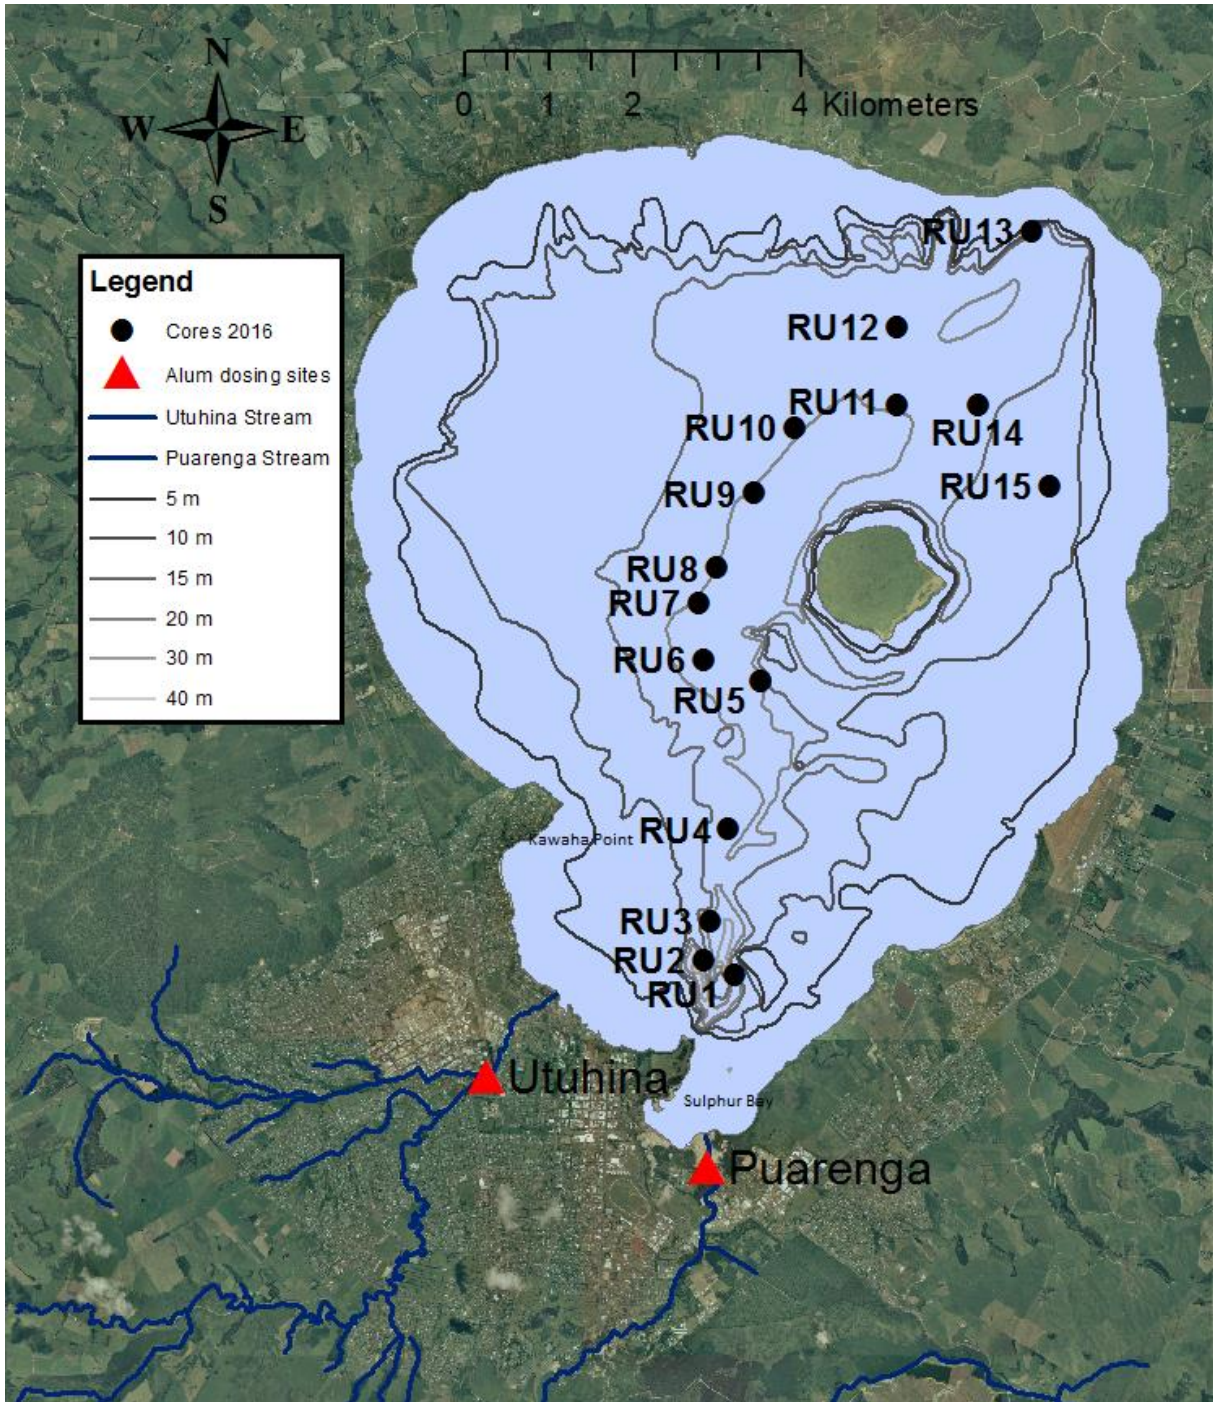 N
W E
S
0 1 2 4 Kilometers
Legend
Cores 2016
Alum dosing sites
Utuhina Stream
Puarenga Stream
5 m
10 m
15 m
20 m
30 m
40 m
RU13
RU12
RU11
RU10
RU14
RU15
RU9
RU8
RU7
RU6
RU5
RU4
Kawaha Point
RU3
RU2
RU1
Utuhina
Sulphur Bay
Puarenga